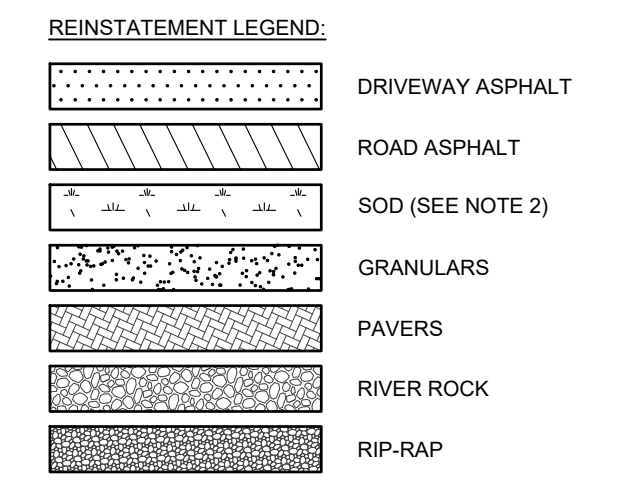 REINSTATEMENT LEGEND:
DRIVEWAY ASPHALT
ROAD ASPHALT
SOD (SEE NOTE 2)
GRANULARS
PAVERS
RIVER ROCK
RIP-RAP